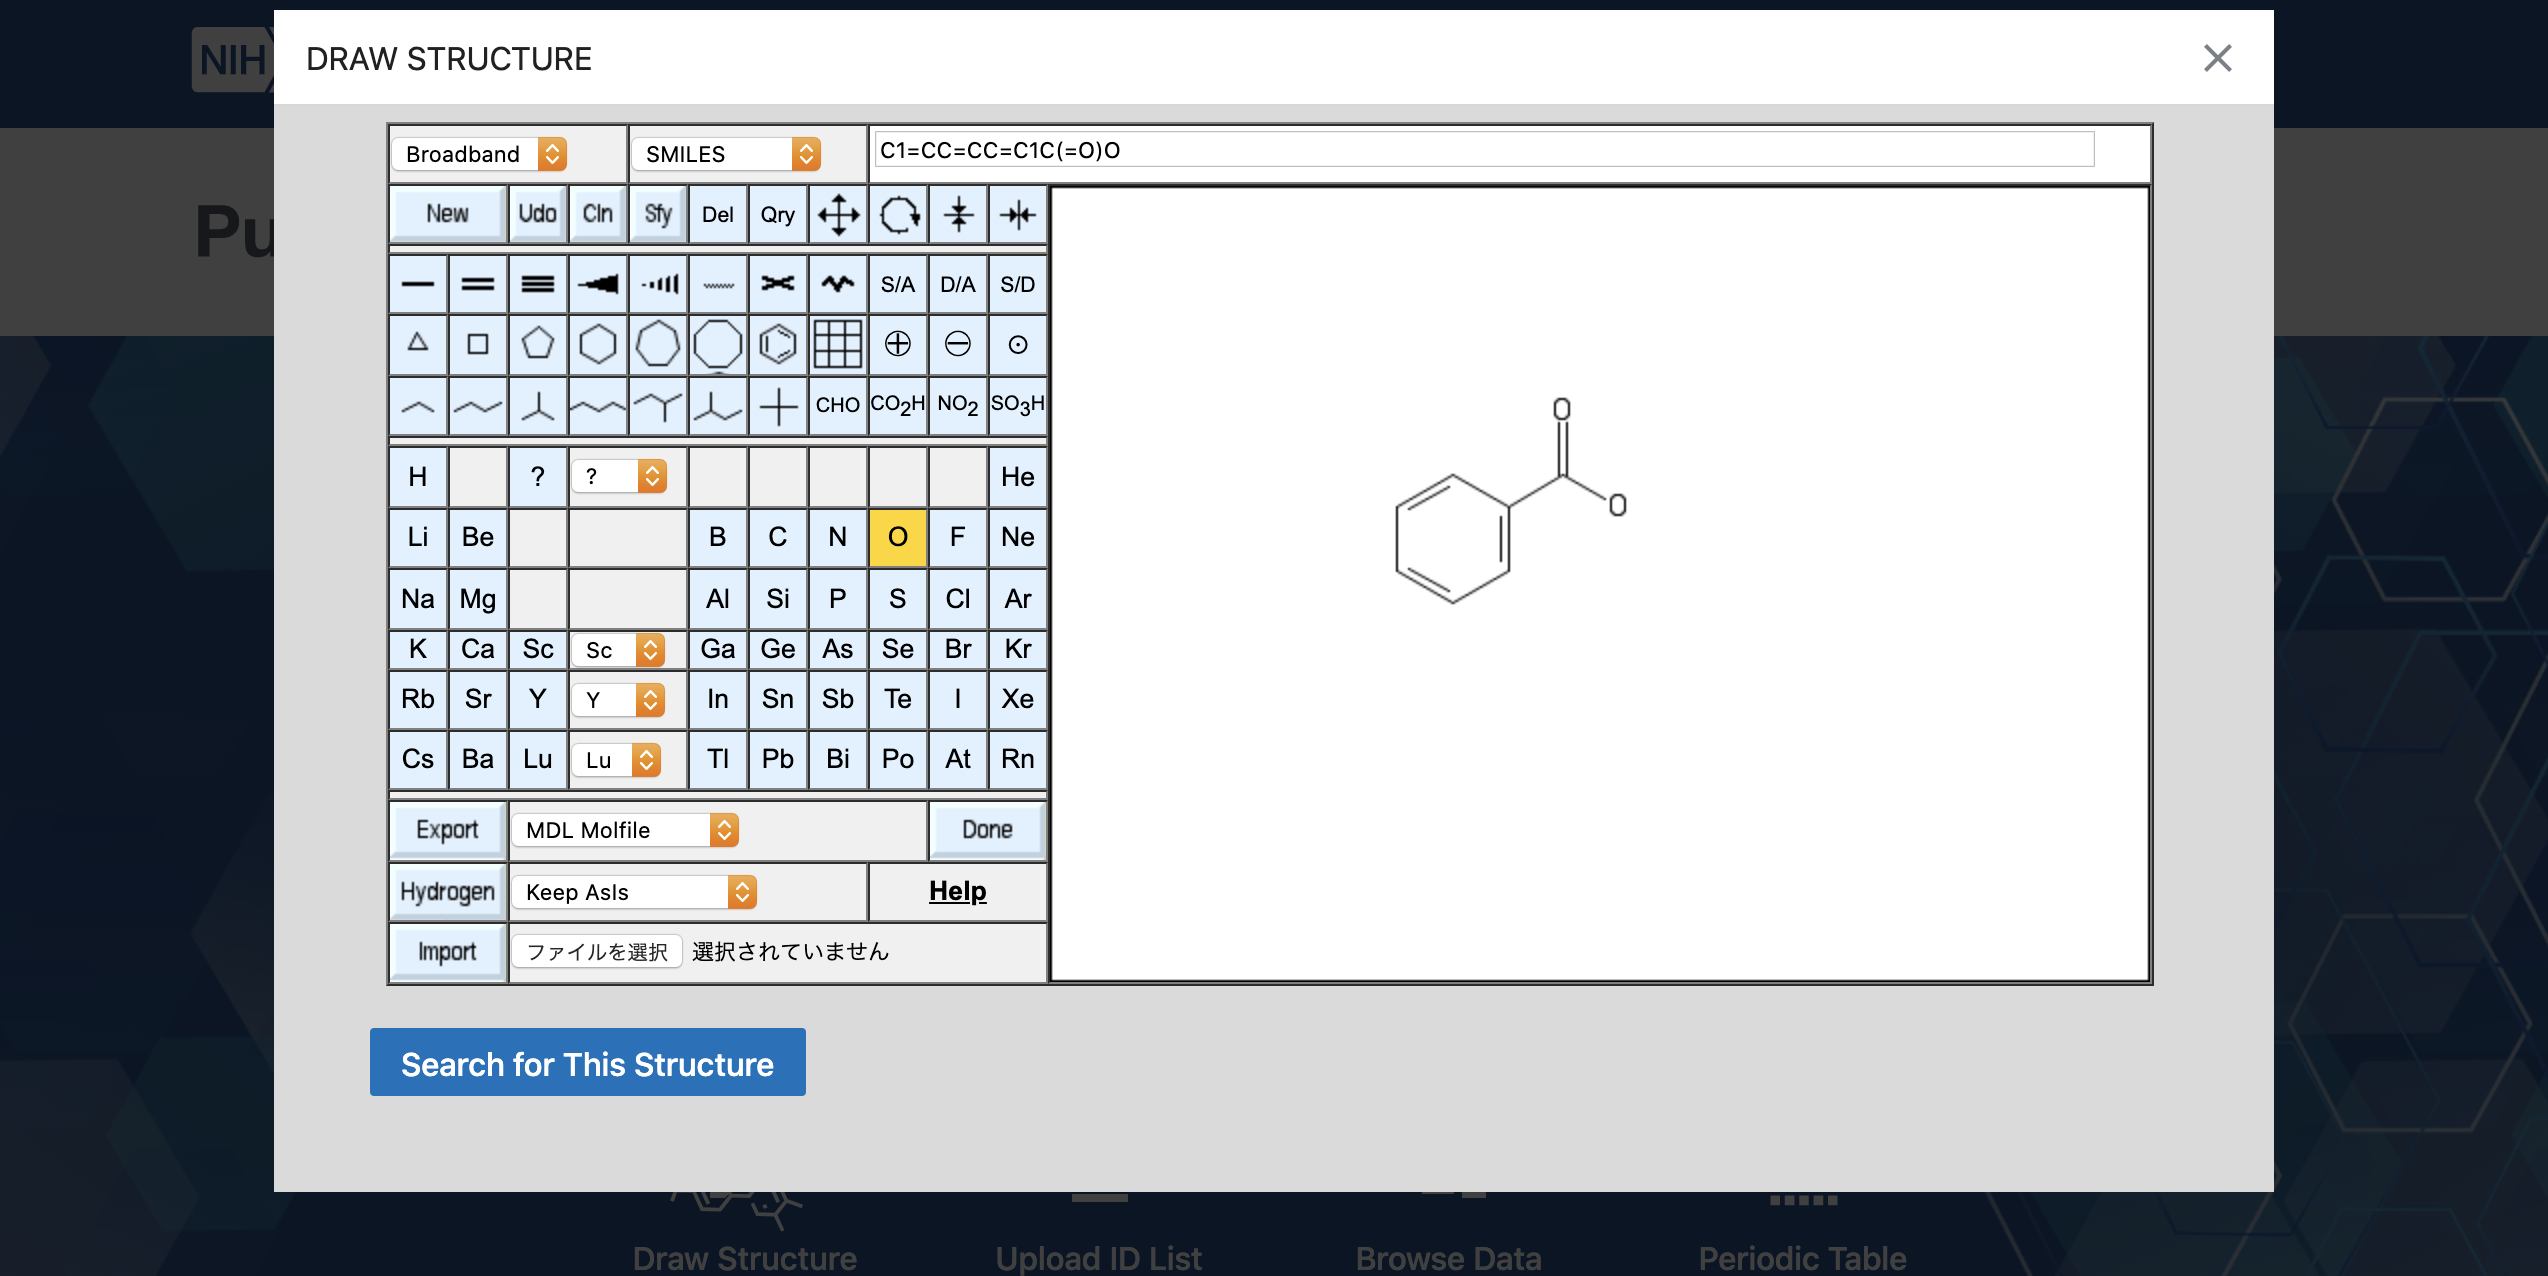 NIH
DRAW STRUCTURE
Pu
Broadband SMILES C1=CC=CC=C1C(=O)O
New Udo Cln Sfy Del Qry
S/A D/A S/D
CHO CO2H NO2 SO3H
H ? ? He
Li Be B C N O F Ne
Na Mg Al Si P S Cl Ar
K Ca Sc Sc Ga Ge As Se Br Kr
Rb Sr Y Y In Sn Sb Te I Xe
Cs Ba Lu Lu Tl Pb Bi Po At Rn
Export MDL Molfile Done
Hydrogen Keep AsIs Help
Import ファイルを選択 選択されていません
O
O
Search for This Structure
Draw Structure Upload ID List Browse Data Periodic Table